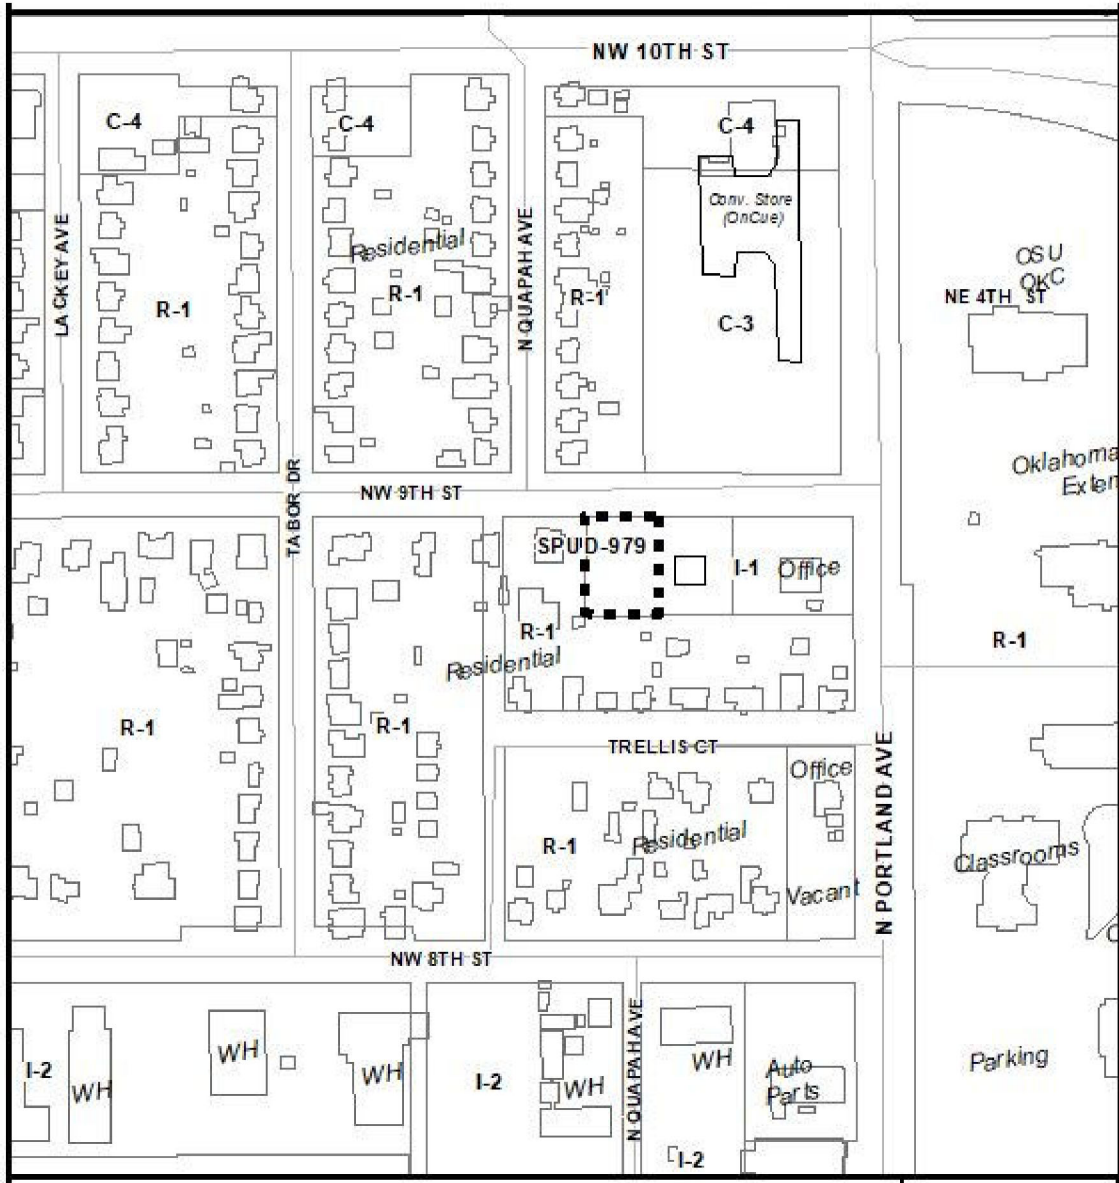 NW 10TH ST
C-4
C-4
C-4
Conv. Store
(OnCue)
LACKEY AVE
N QUAPAH AVE
Residential
OSU
OKC
R-1
R-1
R-1
NE 4TH ST
C-3
Oklahoma
Exten
TABOR DR
NW 9TH ST
SPUD-979
I-1
Office
R-1
R-1
Residential
R-1
R-1
TRELLIS CT
N PORTLAND AVE
Office
R-1
Residential
Classrooms
Vacant
NW 8TH ST
N QUAPAH AVE
I-2
WH
WH
WH
I-2
WH
WH
Auto
Parts
Parking
I-2